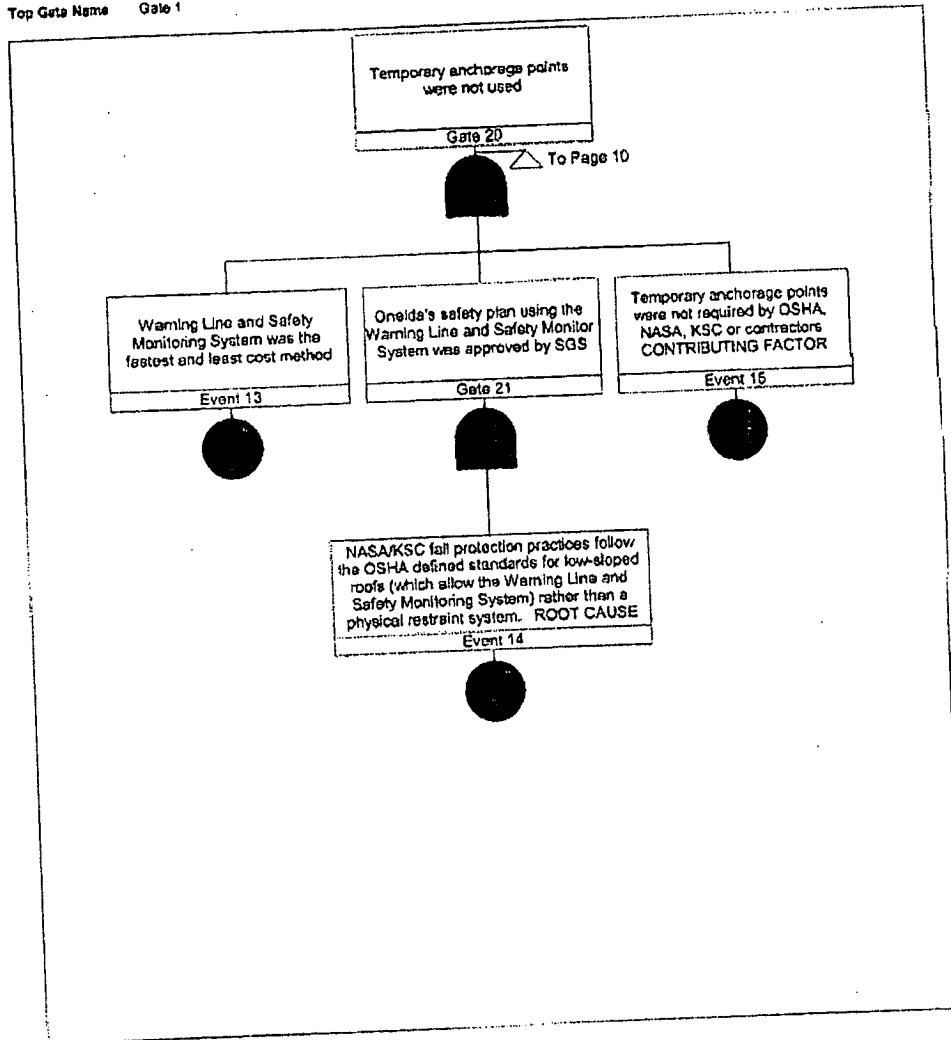 Top Gate Name Gate 1
Temporary anchorage points
were not used
Gate 20
To Page 10
Warning Line and Safety
Monitoring System was the
fastest and least cost method
Event 13
Oneida's safety plan using the
Warning Line and Safety Monitor
System was approved by SGS
Gate 21
Temporary anchorage points
were not required by OSHA,
NASA, KSC or contractors
CONTRIBUTING FACTOR
Event 15
NASA/KSC fall protection practices follow
the OSHA defined standards for low-sloped
roofs (which allow the Warning Line and
Safety Monitoring System) rather than a
physical restraint system. ROOT CAUSE
Event 14